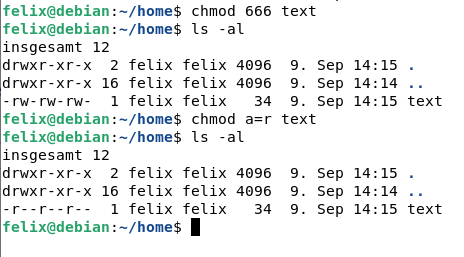 felix@debian:~/home$ chmod 666 text
felix@debian:~/home$ ls -al
insgesamt 12
drwxr-xr-x  2 felix felix 4096  9. Sep 14:15 .
drwxr-xr-x 16 felix felix 4096  9. Sep 14:14 ..
-rw-rw-rw-  1 felix felix   34  9. Sep 14:15 text
felix@debian:~/home$ chmod a=r text
felix@debian:~/home$ ls -al
insgesamt 12
drwxr-xr-x  2 felix felix 4096  9. Sep 14:15 .
drwxr-xr-x 16 felix felix 4096  9. Sep 14:14 ..
-r--r--r--  1 felix felix   34  9. Sep 14:15 text
felix@debian:~/home$